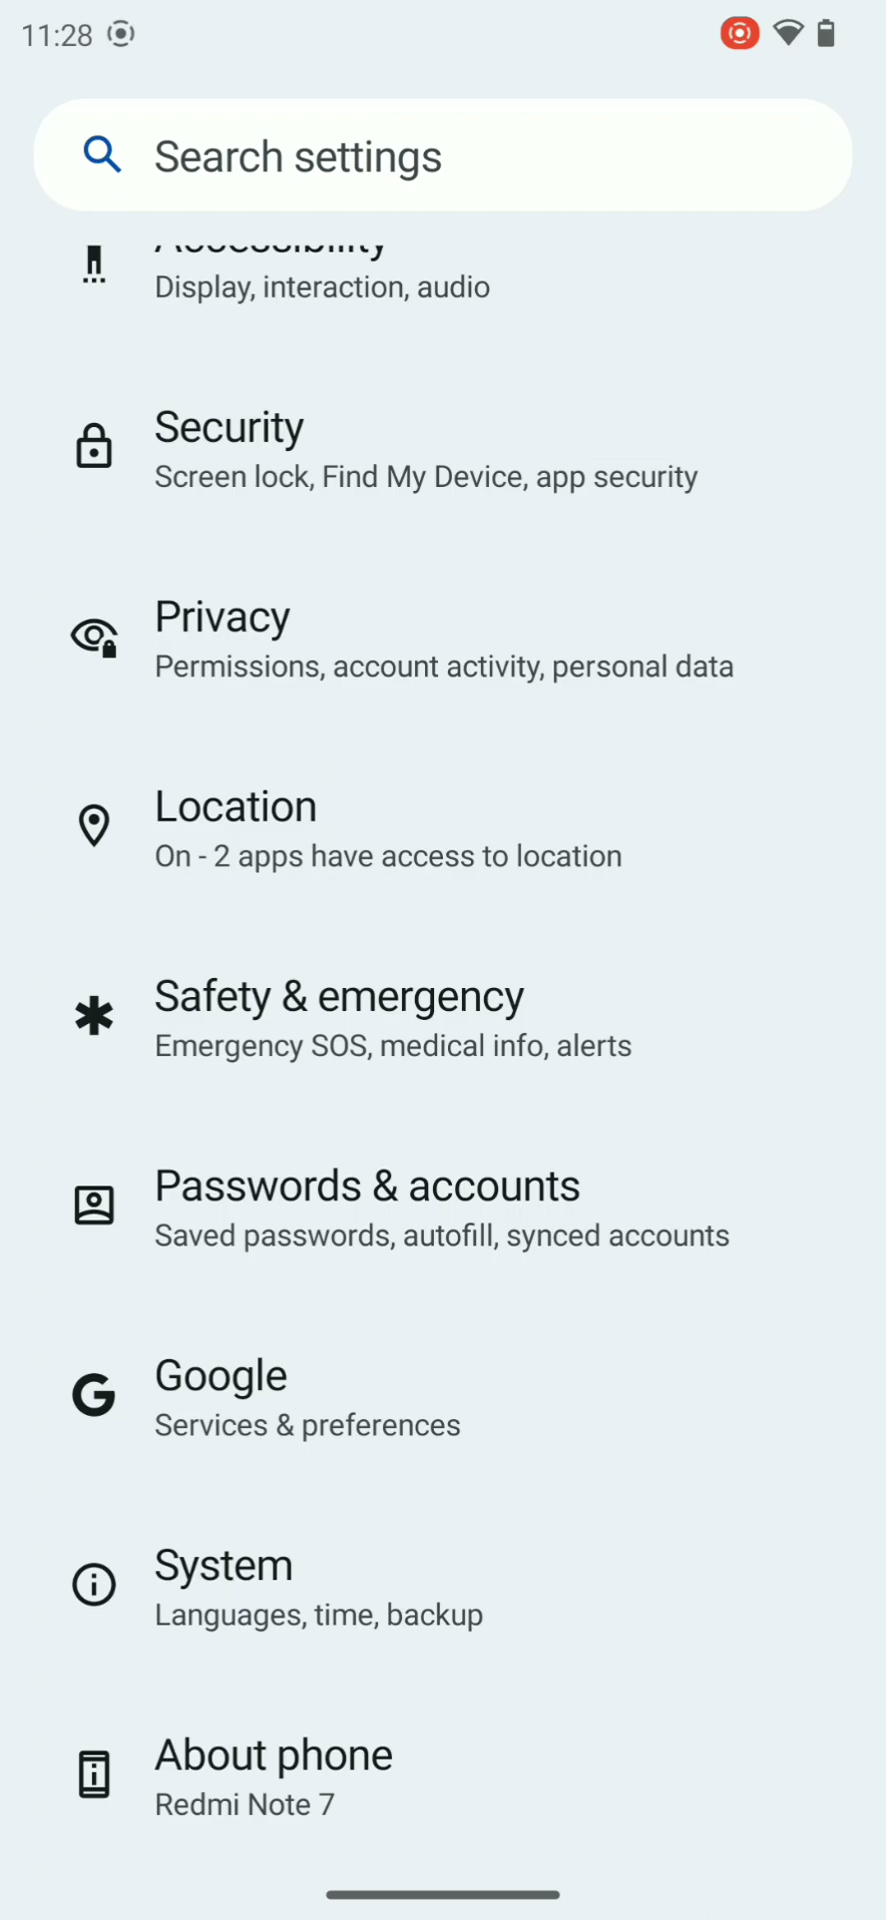 11:28
Search settings
Accessibility
Display, interaction, audio
Security
Screen lock, Find My Device, app security
Privacy
Permissions, account activity, personal data
Location
On - 2 apps have access to location
Safety & emergency
Emergency SOS, medical info, alerts
Passwords & accounts
Saved passwords, autofill, synced accounts
Google
Services & preferences
System
Languages, time, backup
About phone
Redmi Note 7